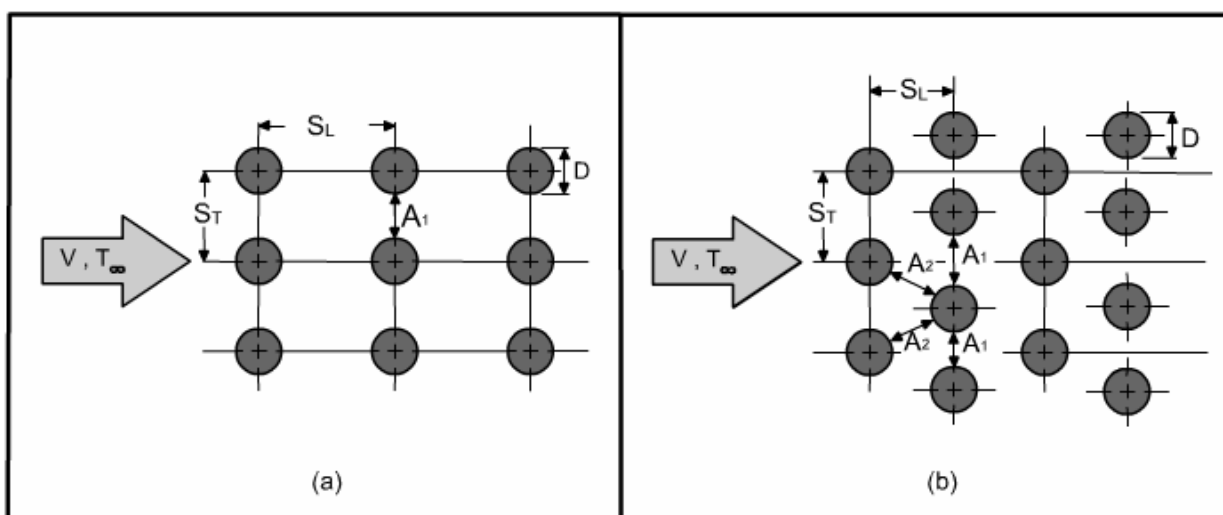 S_L
D
S_T
A_1
V , T_∞
(a)
S_L
D
S_T
A_2
A_1
V , T_∞
A_2
A_1
(b)